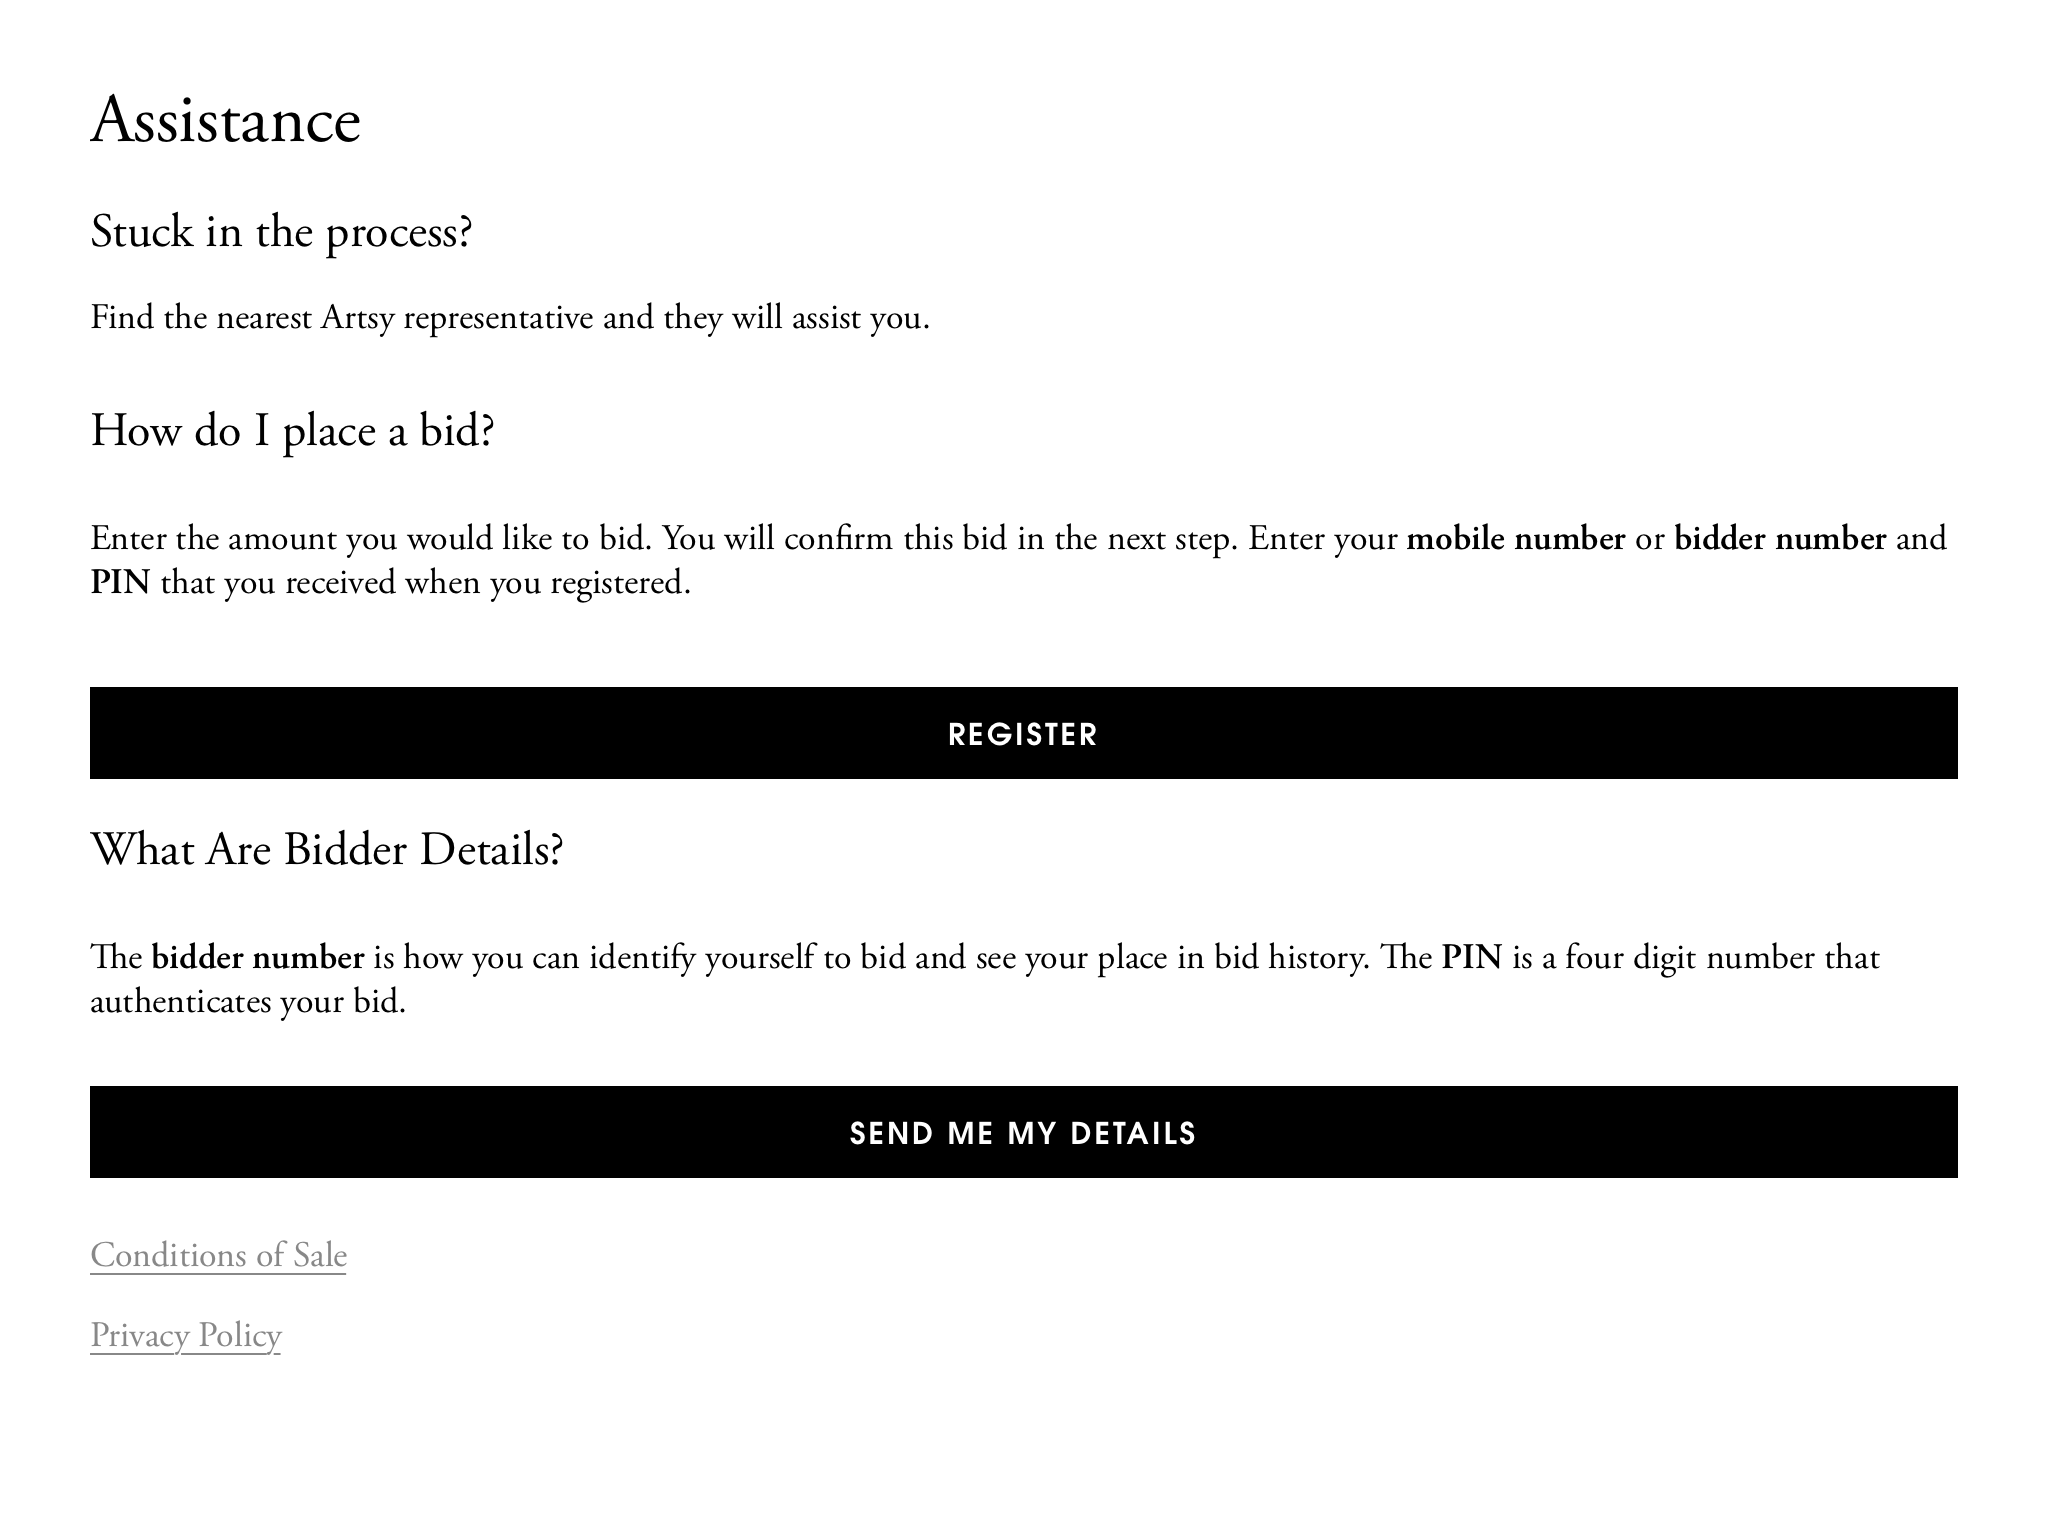 Assistance
Stuck in the process?
Find the nearest Artsy representative and they will assist you.
How do I place a bid?
Enter the amount you would like to bid. You will confirm this bid in the next step. Enter your mobile number or bidder number and
PIN that you received when you registered.
REGISTER
What Are Bidder Details?
The bidder number is how you can identify yourself to bid and see your place in bid history. The PIN is a four digit number that
authenticates your bid.
SEND ME MY DETAILS
Conditions of Sale
Privacy Policy